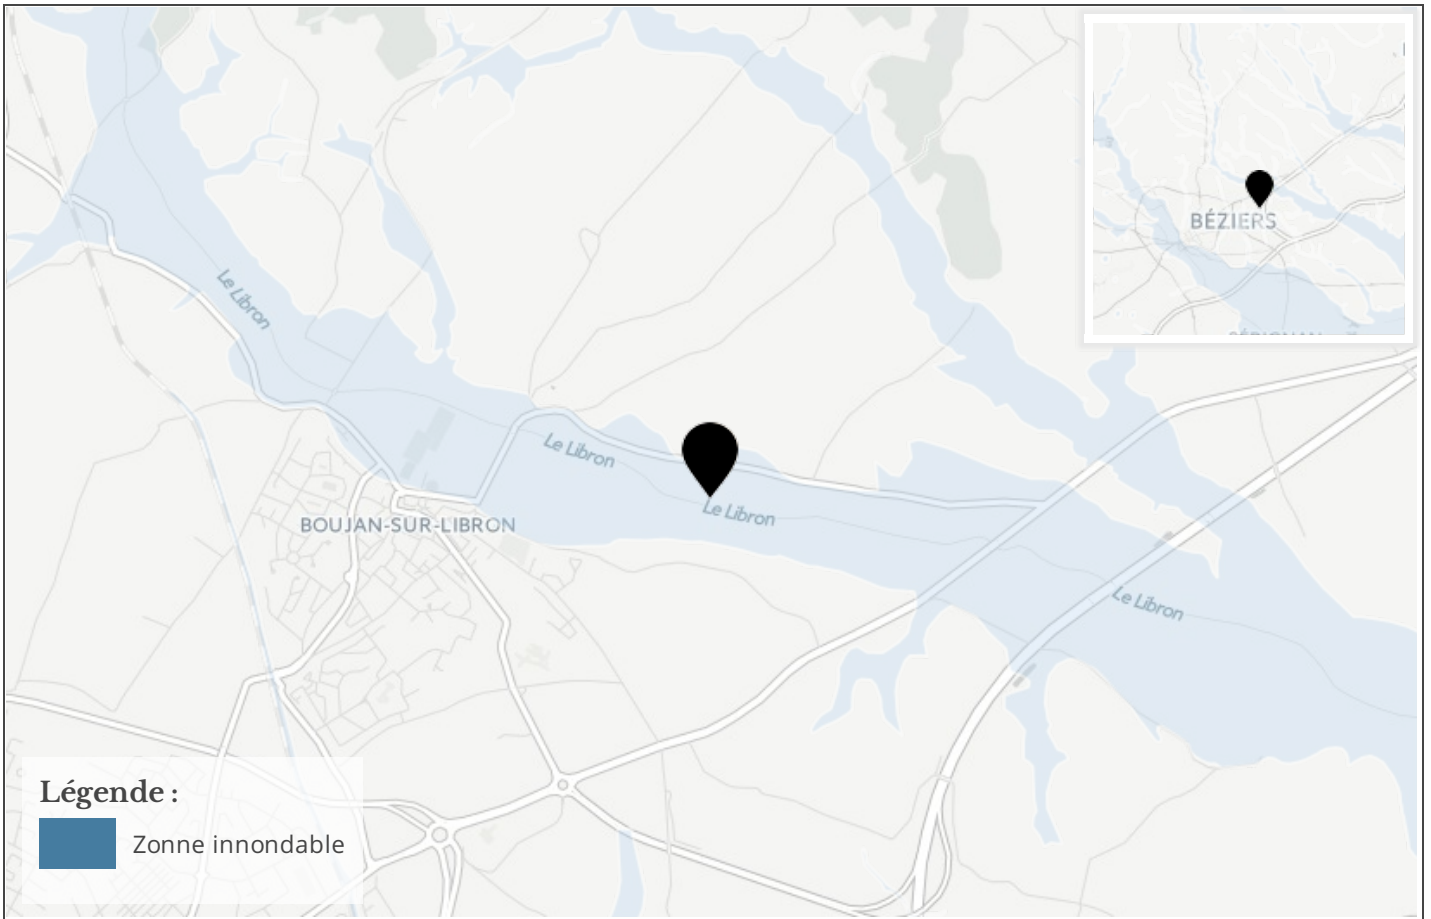 BÉZIERS
Le Libron
Le Libron
Le Libron
BOUJAN-SUR-LIBRON
Le Libron
Légende :
Zonne innondable